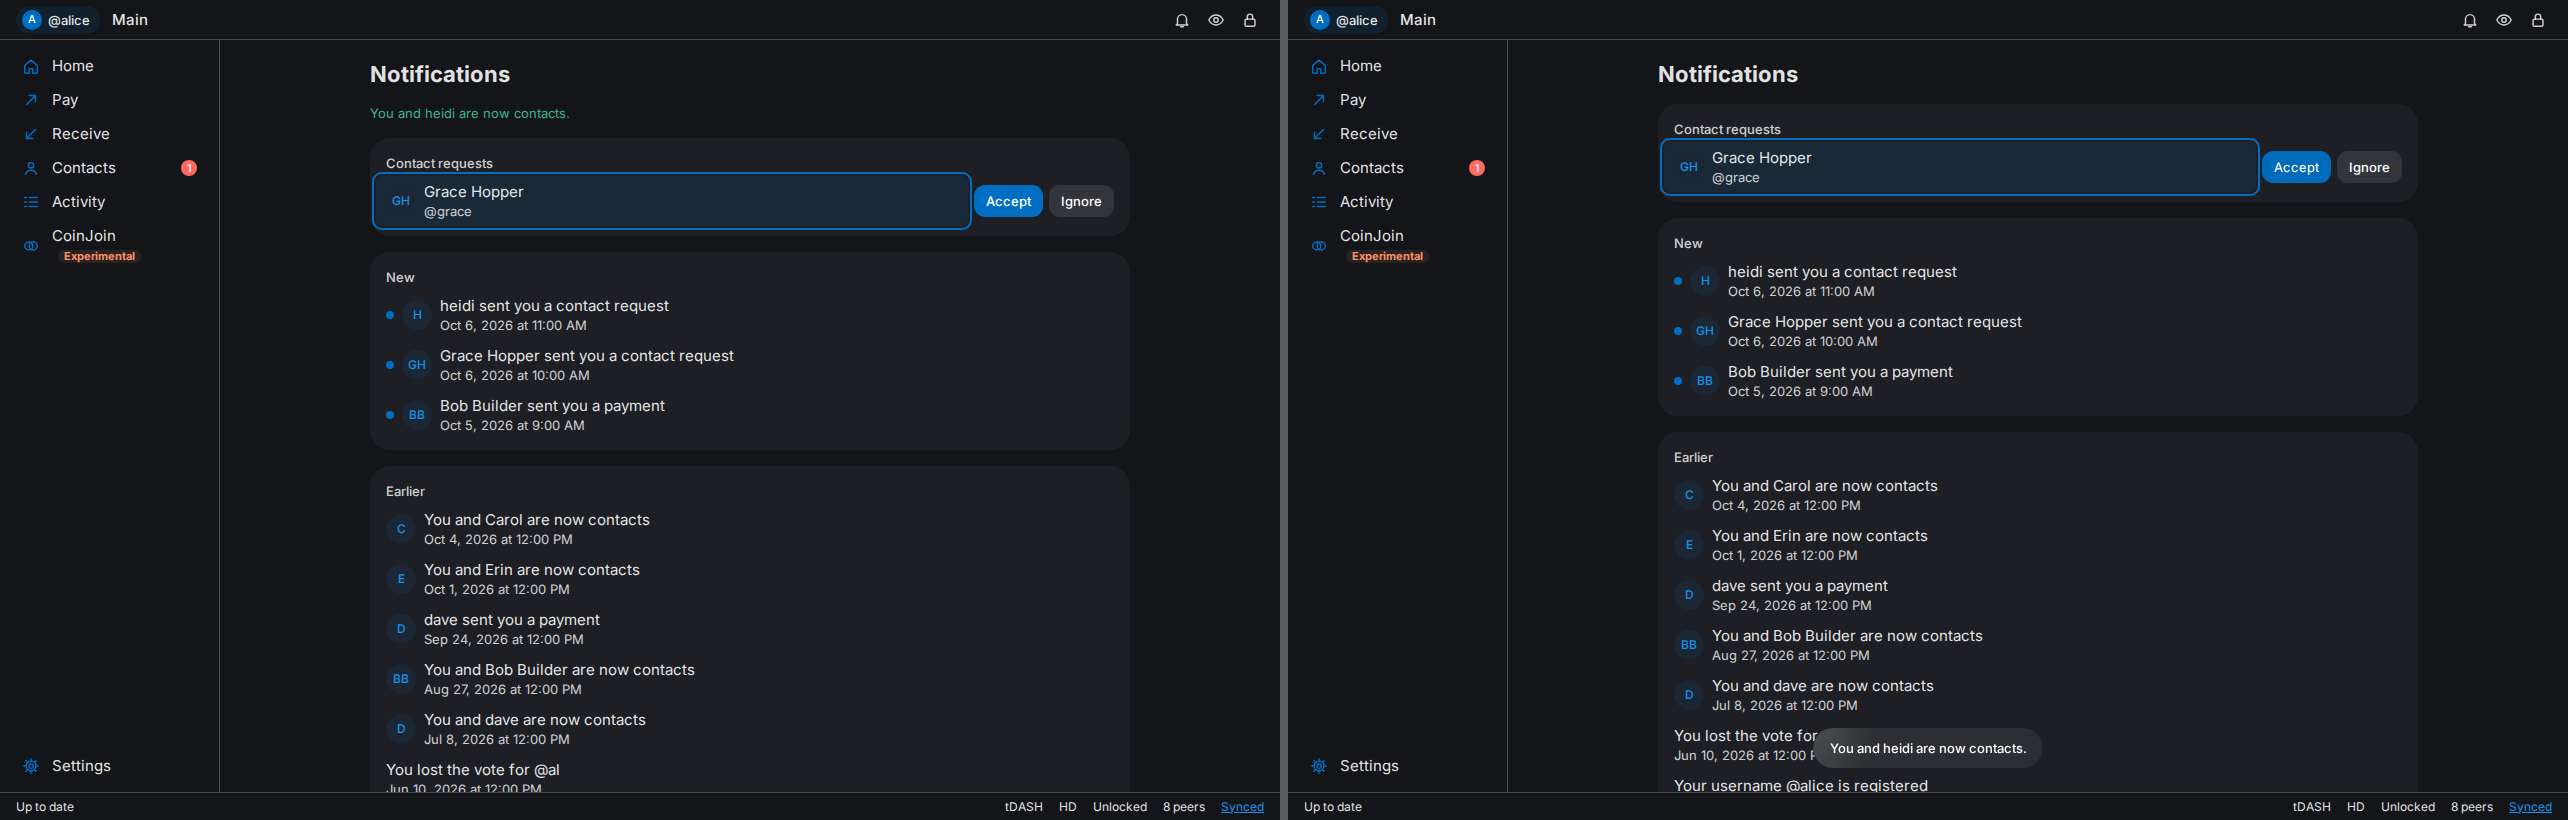 A @alice Main
Home
Pay
Receive
Contacts 1
Activity
CoinJoin
Experimental
Settings
Notifications
You and heidi are now contacts.
Contact requests
GH Grace Hopper
@grace
Accept Ignore
New
H heidi sent you a contact request
Oct 6, 2026 at 11:00 AM
GH Grace Hopper sent you a contact request
Oct 6, 2026 at 10:00 AM
BB Bob Builder sent you a payment
Oct 5, 2026 at 9:00 AM
Earlier
C You and Carol are now contacts
Oct 4, 2026 at 12:00 PM
E You and Erin are now contacts
Oct 1, 2026 at 12:00 PM
D dave sent you a payment
Sep 24, 2026 at 12:00 PM
BB You and Bob Builder are now contacts
Aug 27, 2026 at 12:00 PM
D You and dave are now contacts
Jul 8, 2026 at 12:00 PM
You lost the vote for @al
Jun 10, 2026 at 12:00 PM
Up to date tDASH HD Unlocked 8 peers Synced
A @alice Main
Home
Pay
Receive
Contacts 1
Activity
CoinJoin
Experimental
Settings
Notifications
Contact requests
GH Grace Hopper
@grace
Accept Ignore
New
H heidi sent you a contact request
Oct 6, 2026 at 11:00 AM
GH Grace Hopper sent you a contact request
Oct 6, 2026 at 10:00 AM
BB Bob Builder sent you a payment
Oct 5, 2026 at 9:00 AM
Earlier
C You and Carol are now contacts
Oct 4, 2026 at 12:00 PM
E You and Erin are now contacts
Oct 1, 2026 at 12:00 PM
D dave sent you a payment
Sep 24, 2026 at 12:00 PM
BB You and Bob Builder are now contacts
Aug 27, 2026 at 12:00 PM
D You and dave are now contacts
Jul 8, 2026 at 12:00 PM
You lost the vote for
Jun 10, 2026 at 12:00
You and heidi are now contacts.
Your username @alice is registered
Up to date tDASH HD Unlocked 8 peers Synced